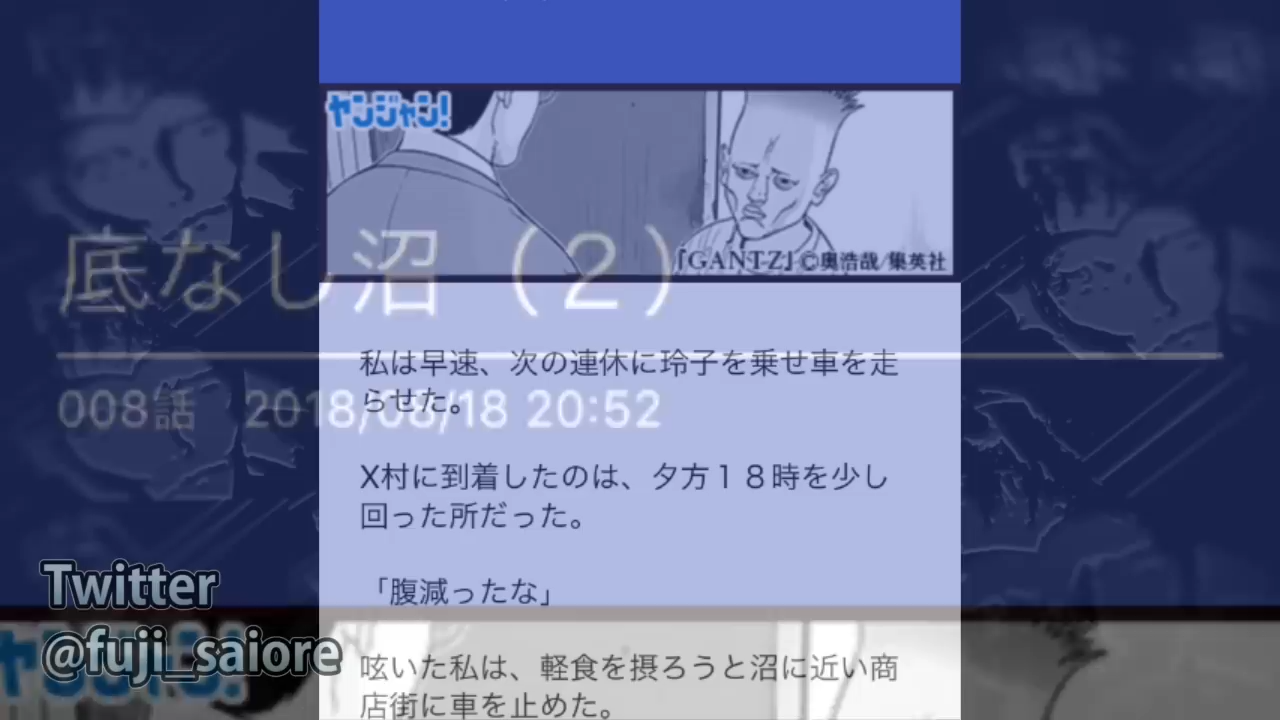 ヤンジャン!
『GANTZ』©奥浩哉/集英社
底なし沼（２）
私は早速、次の連休に玲子を乗せ車を走
らせた。
008話 2018/08/18 20:52
X村に到着したのは、夕方１８時を少し
回った所だった。
「腹減ったな」
Twitter
@fuji_saiore
呟いた私は、軽食を摂ろうと沼に近い商
店街に車を止めた。